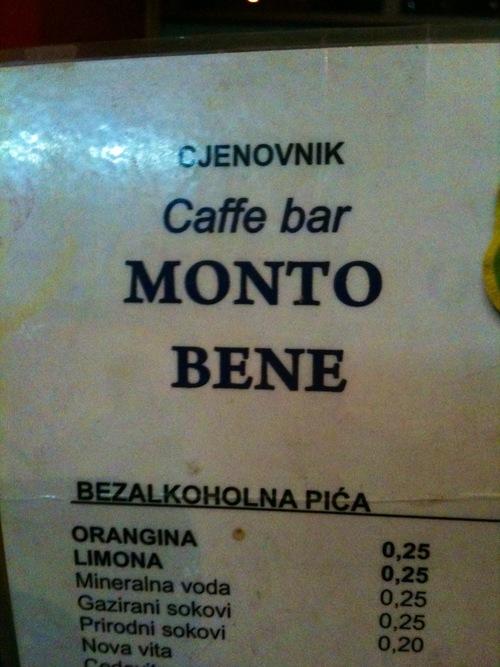 CJENOVNIK
Caffe bar
MONTO
BENE
BEZALKOHOLNA PIĆA
ORANGINA 0,25
LIMONA 0,25
Mineralna voda 0,25
Gazirani sokovi 0,25
Prirodni sokovi 0,20
Nova vita